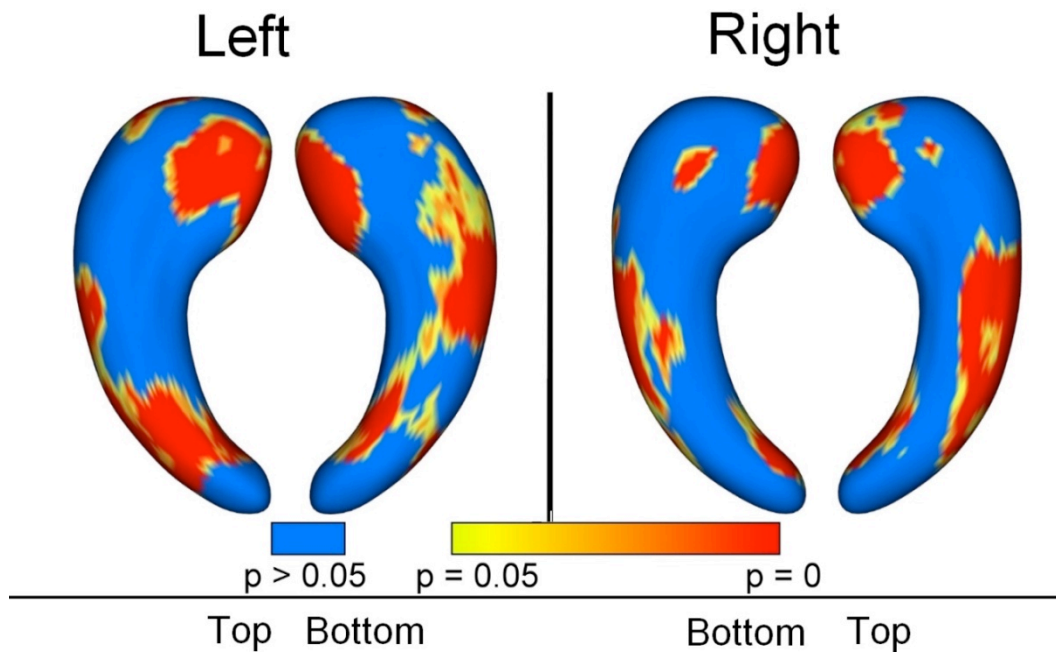 Left Right
p > 0.05 p = 0.05 p = 0
Top Bottom Bottom Top